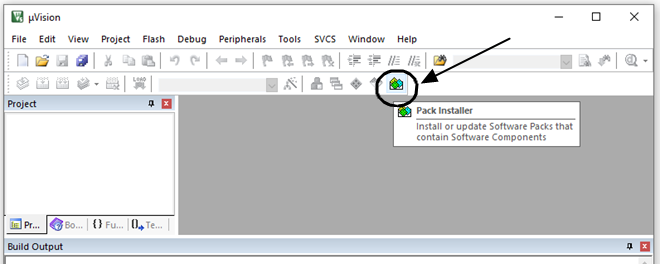 µVision
File Edit View Project Flash Debug Peripherals Tools SVCS Window Help
LOAD
Project
Pack Installer
Install or update Software Packs that
contain Software Components
Pr... Bo... {} Fu... {}, Te...
Build Output